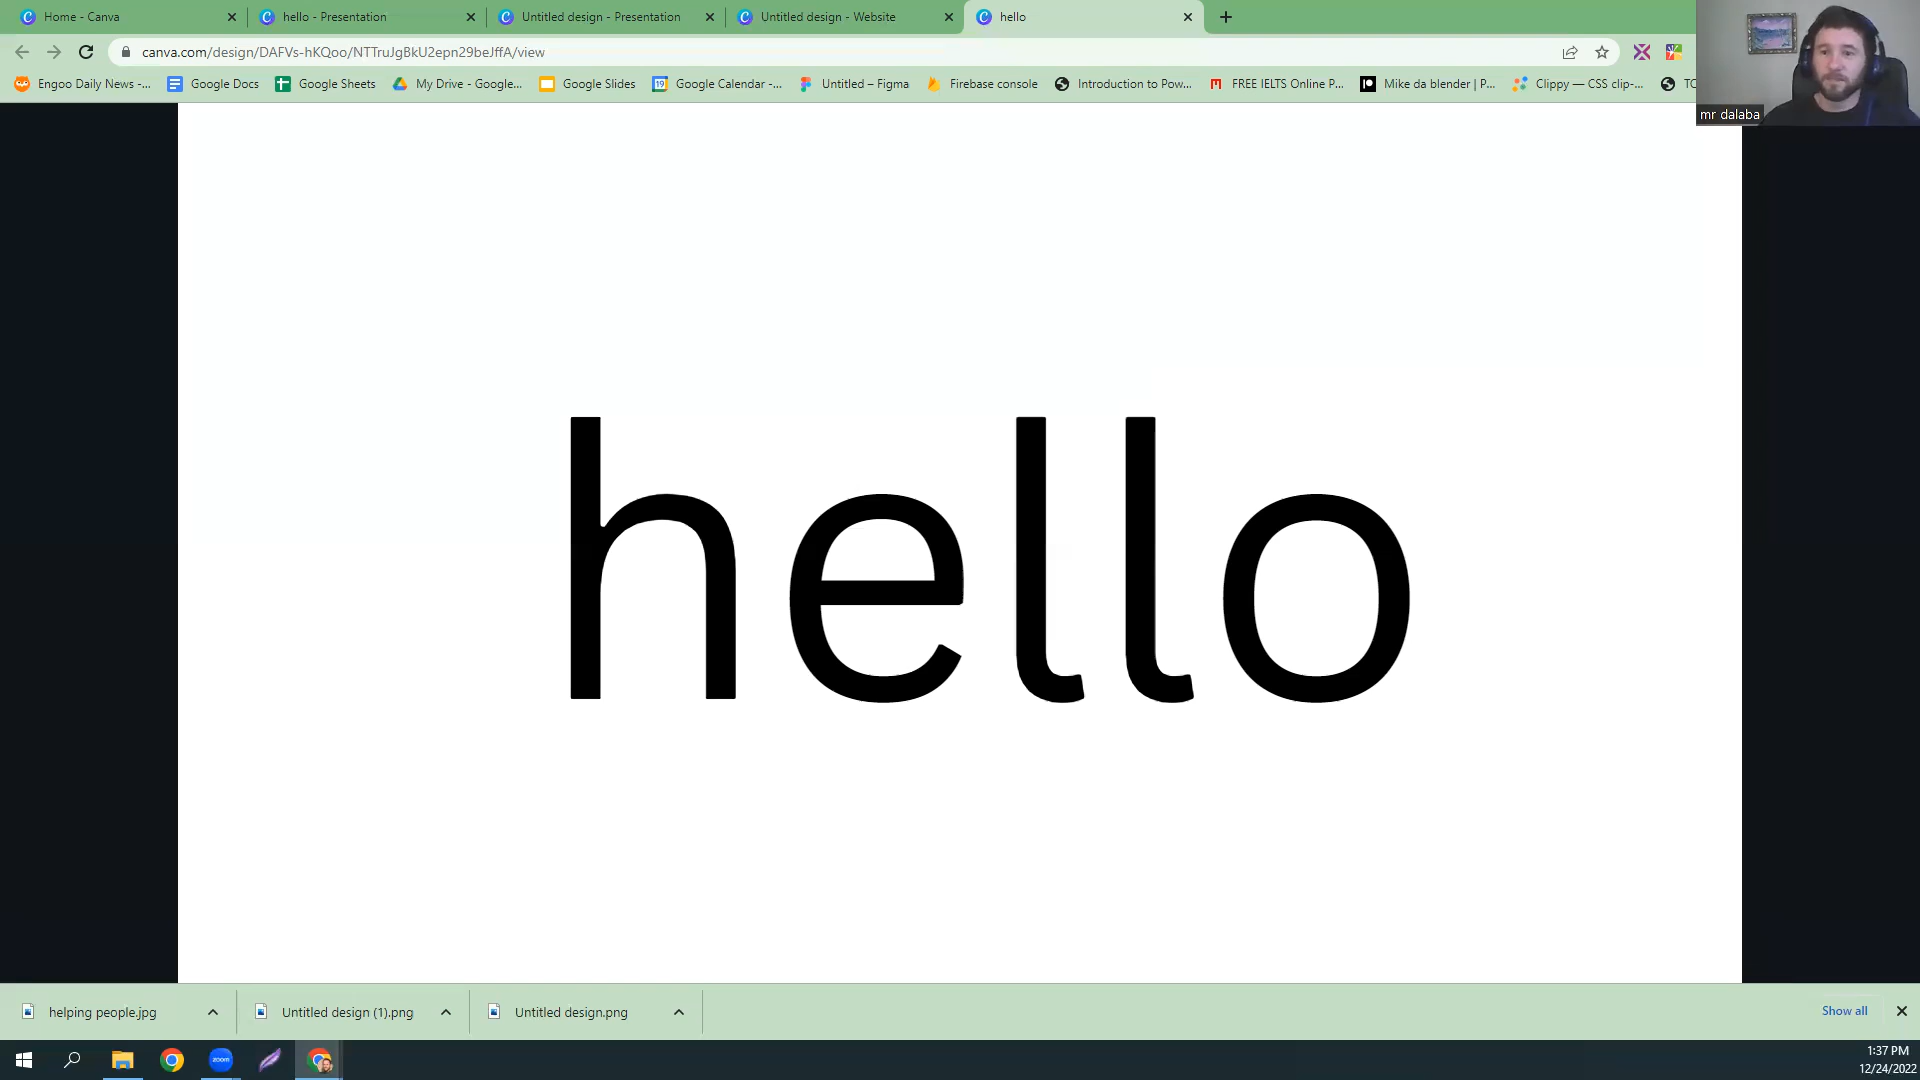 Home - Canva
hello - Presentation
Untitled design - Presentation
Untitled design - Website
hello
canva.com/design/DAFVs-hKQoo/NTTruJgBkU2epn29beJffA/view
Engoo Daily News -...
Google Docs
Google Sheets
My Drive - Google...
Google Slides
19
Google Calendar -...
Untitled – Figma
Firebase console
Introduction to Pow...
FREE IELTS Online P...
Mike da blender | P...
Clippy — CSS clip-...
TC
mr dalaba
hello
helping people.jpg
Untitled design (1).png
Untitled design.png
Show all
zoom
1:37 PM
12/24/2022